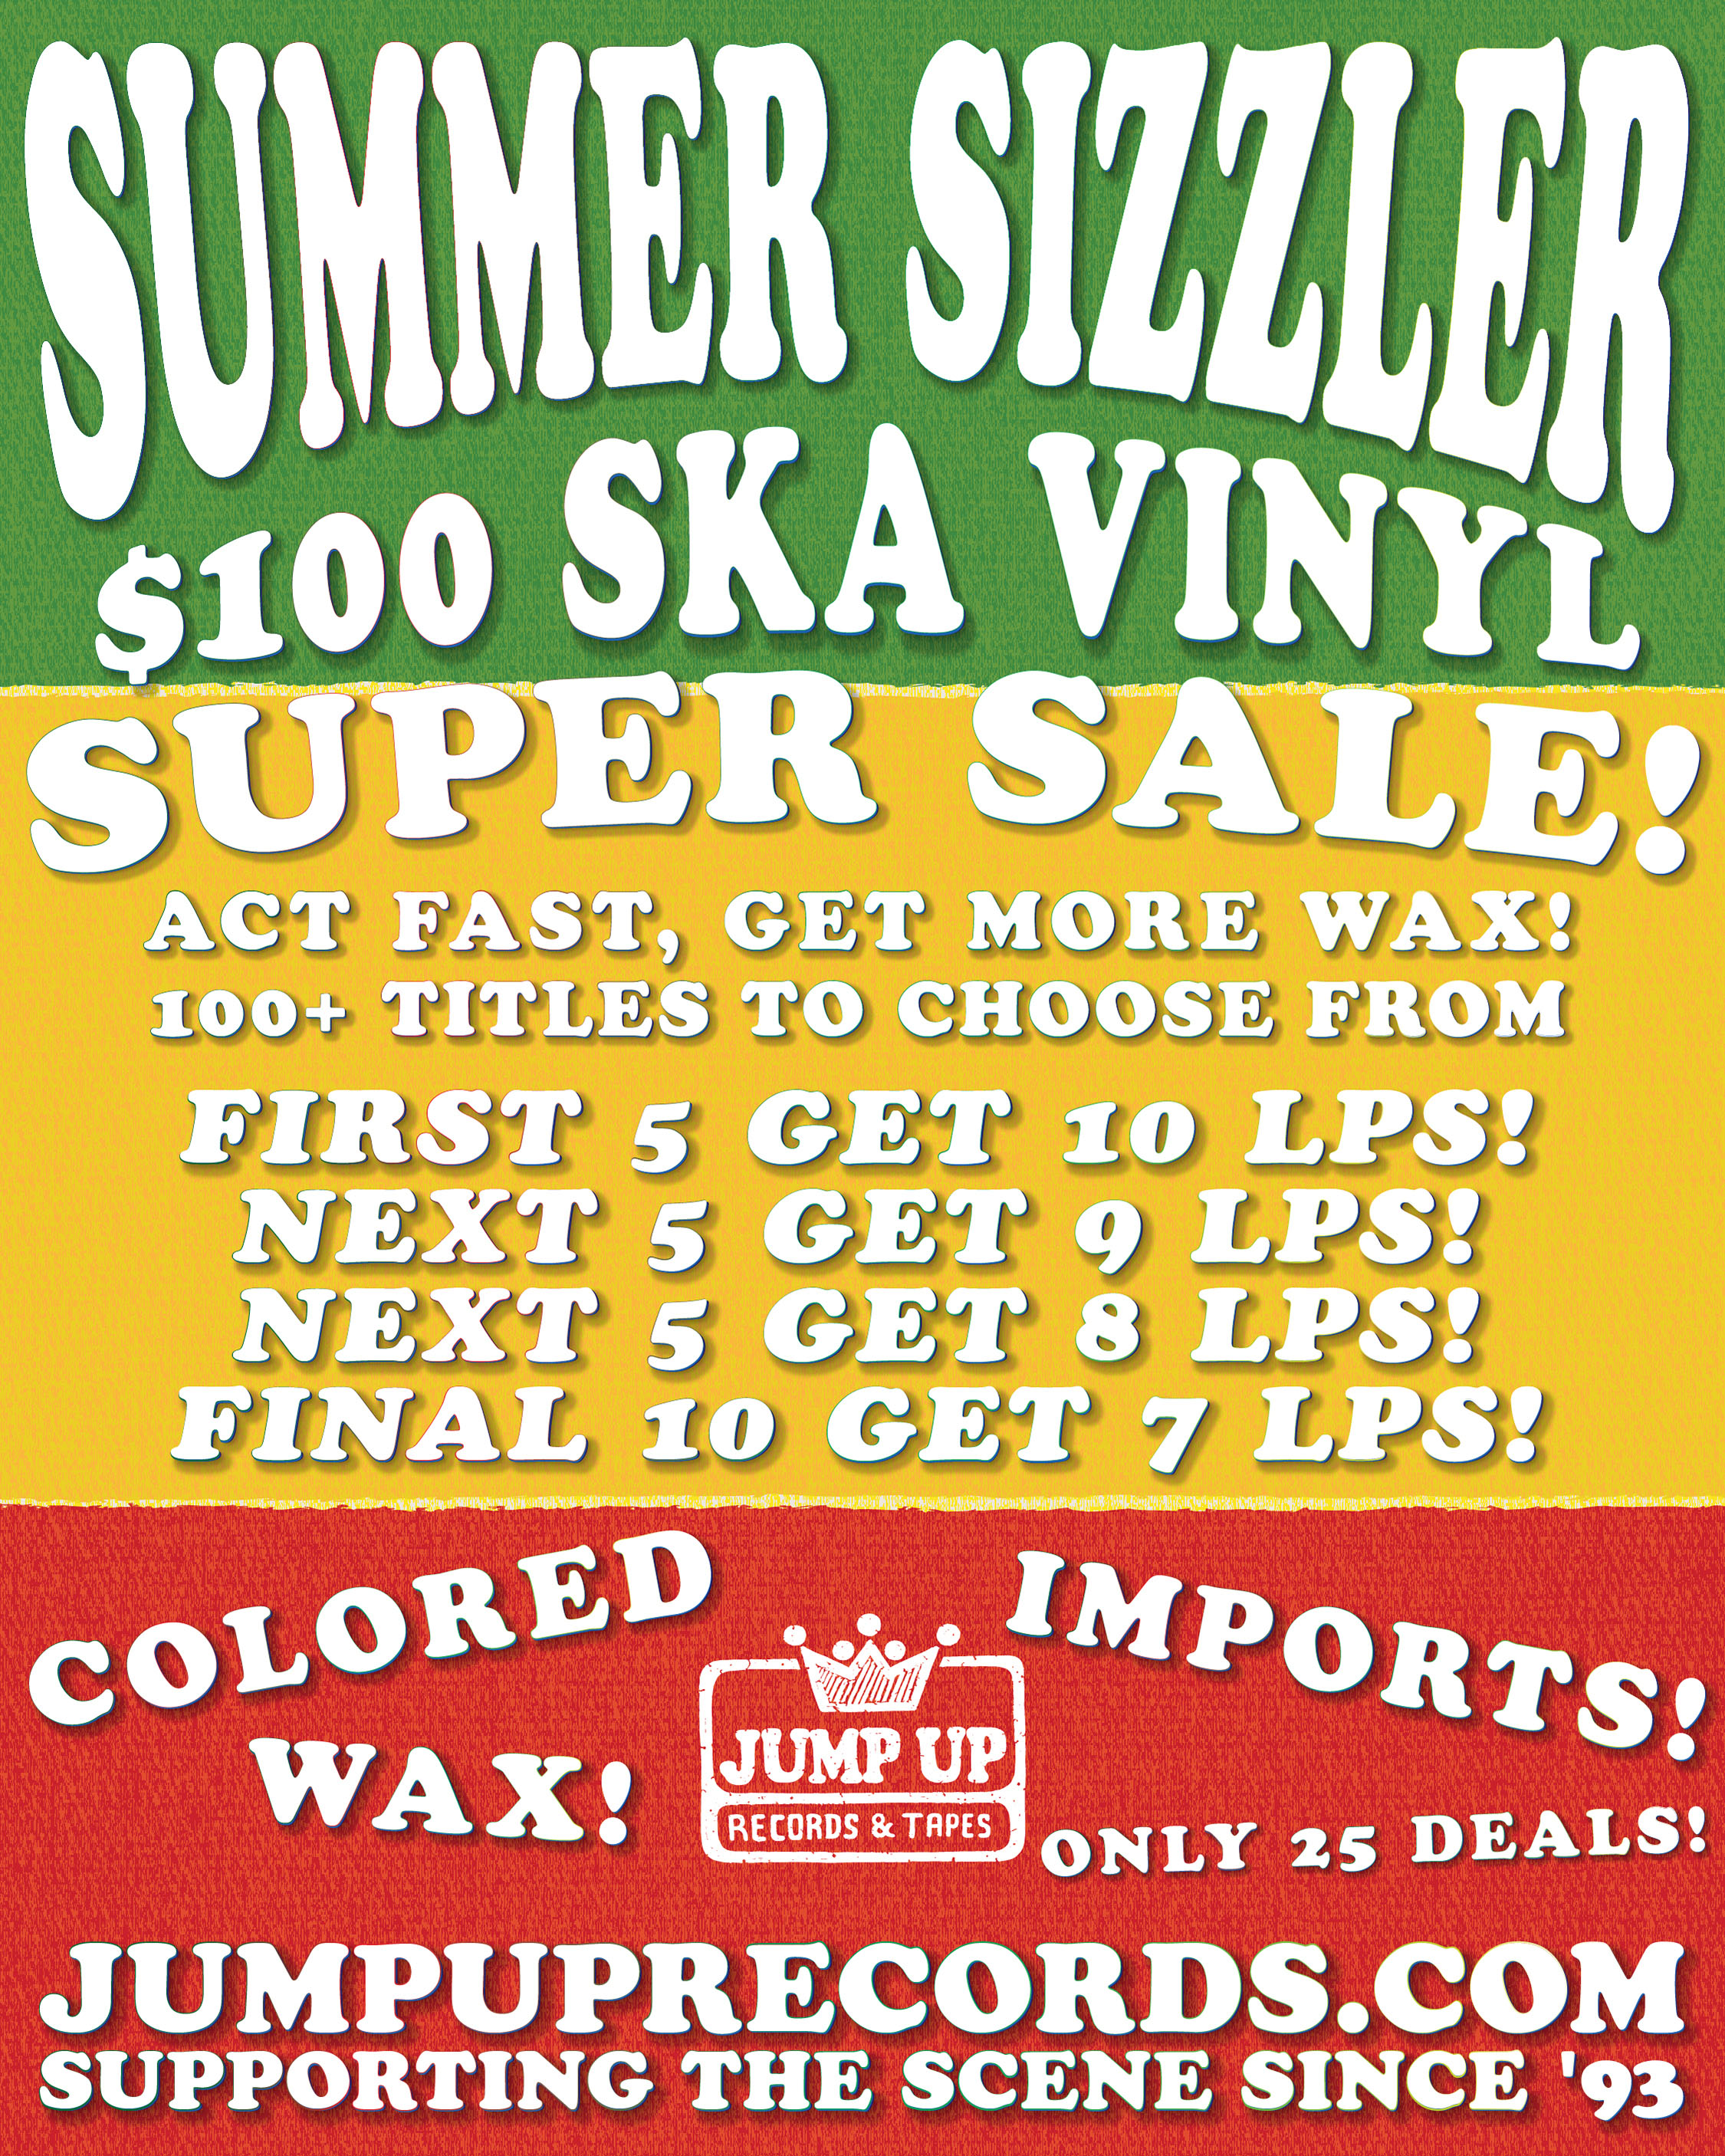 SUMMER SIZZLER
$100 SKA VINYL
SUPER SALE!
ACT FAST, GET MORE WAX!
100+ TITLES TO CHOOSE FROM
FIRST 5 GET 10 LPS!
NEXT 5 GET 9 LPS!
NEXT 5 GET 8 LPS!
FINAL 10 GET 7 LPS!
COLORED
WAX!
JUMP UP
RECORDS & TAPES
IMPORTS!
ONLY 25 DEALS!
JUMPUPRECORDS.COM
SUPPORTING THE SCENE SINCE '93